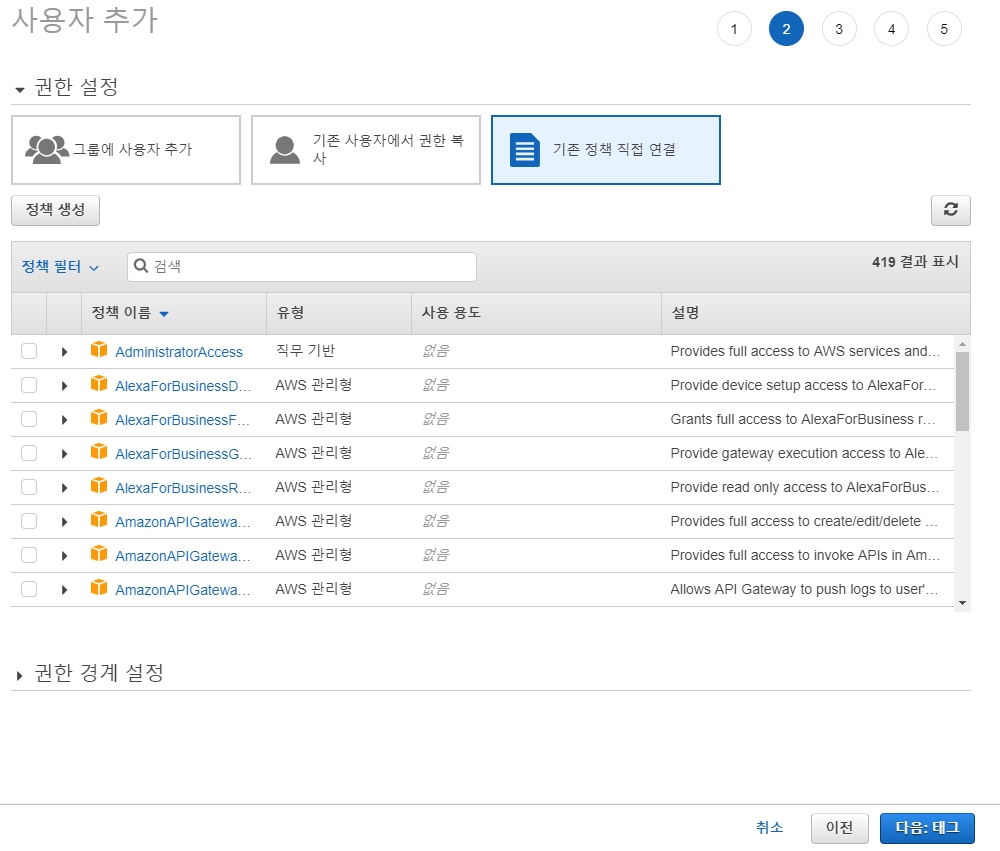 사용자 추가
1 2 3 4 5
권한 설정
그룹에 사용자 추가
기존 사용자에서 권한 복
사
기존 정책 직접 연결
정책 생성
정책 필터 검색 419 결과 표시
정책 이름 유형 사용 용도 설명
AdministratorAccess 직무 기반 없음 Provides full access to AWS services and...
AlexaForBusinessD... AWS 관리형 없음 Provide device setup access to AlexaFor...
AlexaForBusinessF... AWS 관리형 없음 Grants full access to AlexaForBusiness r...
AlexaForBusinessG... AWS 관리형 없음 Provide gateway execution access to Ale...
AlexaForBusinessR... AWS 관리형 없음 Provide read only access to AlexaForBus...
AmazonAPIGatewa... AWS 관리형 없음 Provides full access to create/edit/delete ...
AmazonAPIGatewa... AWS 관리형 없음 Provides full access to invoke APIs in Am...
AmazonAPIGatewa... AWS 관리형 없음 Allows API Gateway to push logs to user'...
권한 경계 설정
취소 이전 다음: 태그